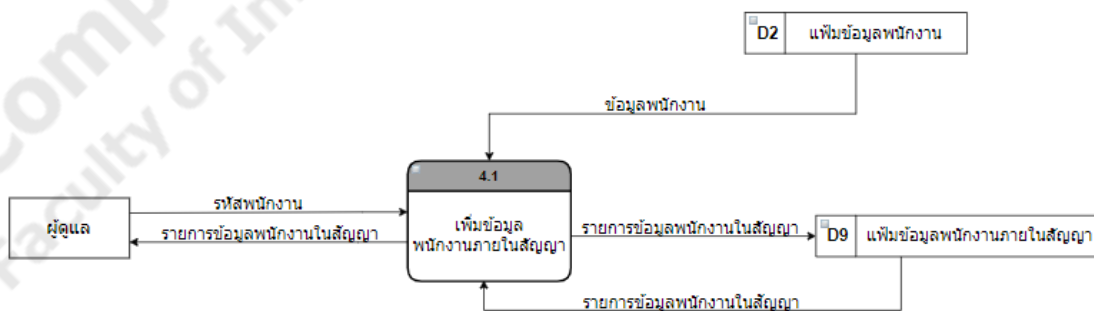 D2 แฟ้มข้อมูลพนักงาน
ข้อมูลพนักงาน
4.1
รหัสพนักงาน
ผู้ดูแล
เพิ่มข้อมูล
พนักงานภายในสัญญา
รายการข้อมูลพนักงานในสัญญา
รายการข้อมูลพนักงานในสัญญา
D9 แฟ้มข้อมูลพนักงานภายในสัญญา
รายการข้อมูลพนักงานในสัญญา
Comp
Faculty of In